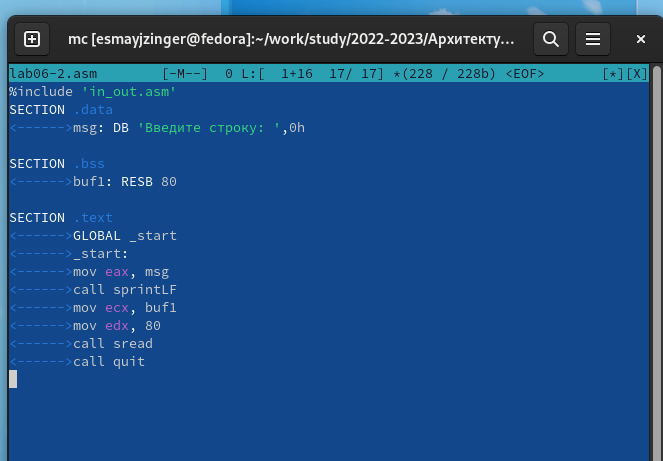 mc [esmayjzinger@fedora]:~/work/study/2022-2023/Архитекту...
lab06-2.asm [-M--] 0 L:[ 1+16 17/ 17] *(228 / 228b) <EOF> [*][X]
%include 'in_out.asm'
SECTION .data
<------>msg: DB 'Введите строку: ',0h
SECTION .bss
<------>buf1: RESB 80
SECTION .text
<------>GLOBAL _start
<------>_start:
<------>mov eax, msg
<------>call sprintLF
<------>mov ecx, buf1
<------>mov edx, 80
<------>call sread
<------>call quit